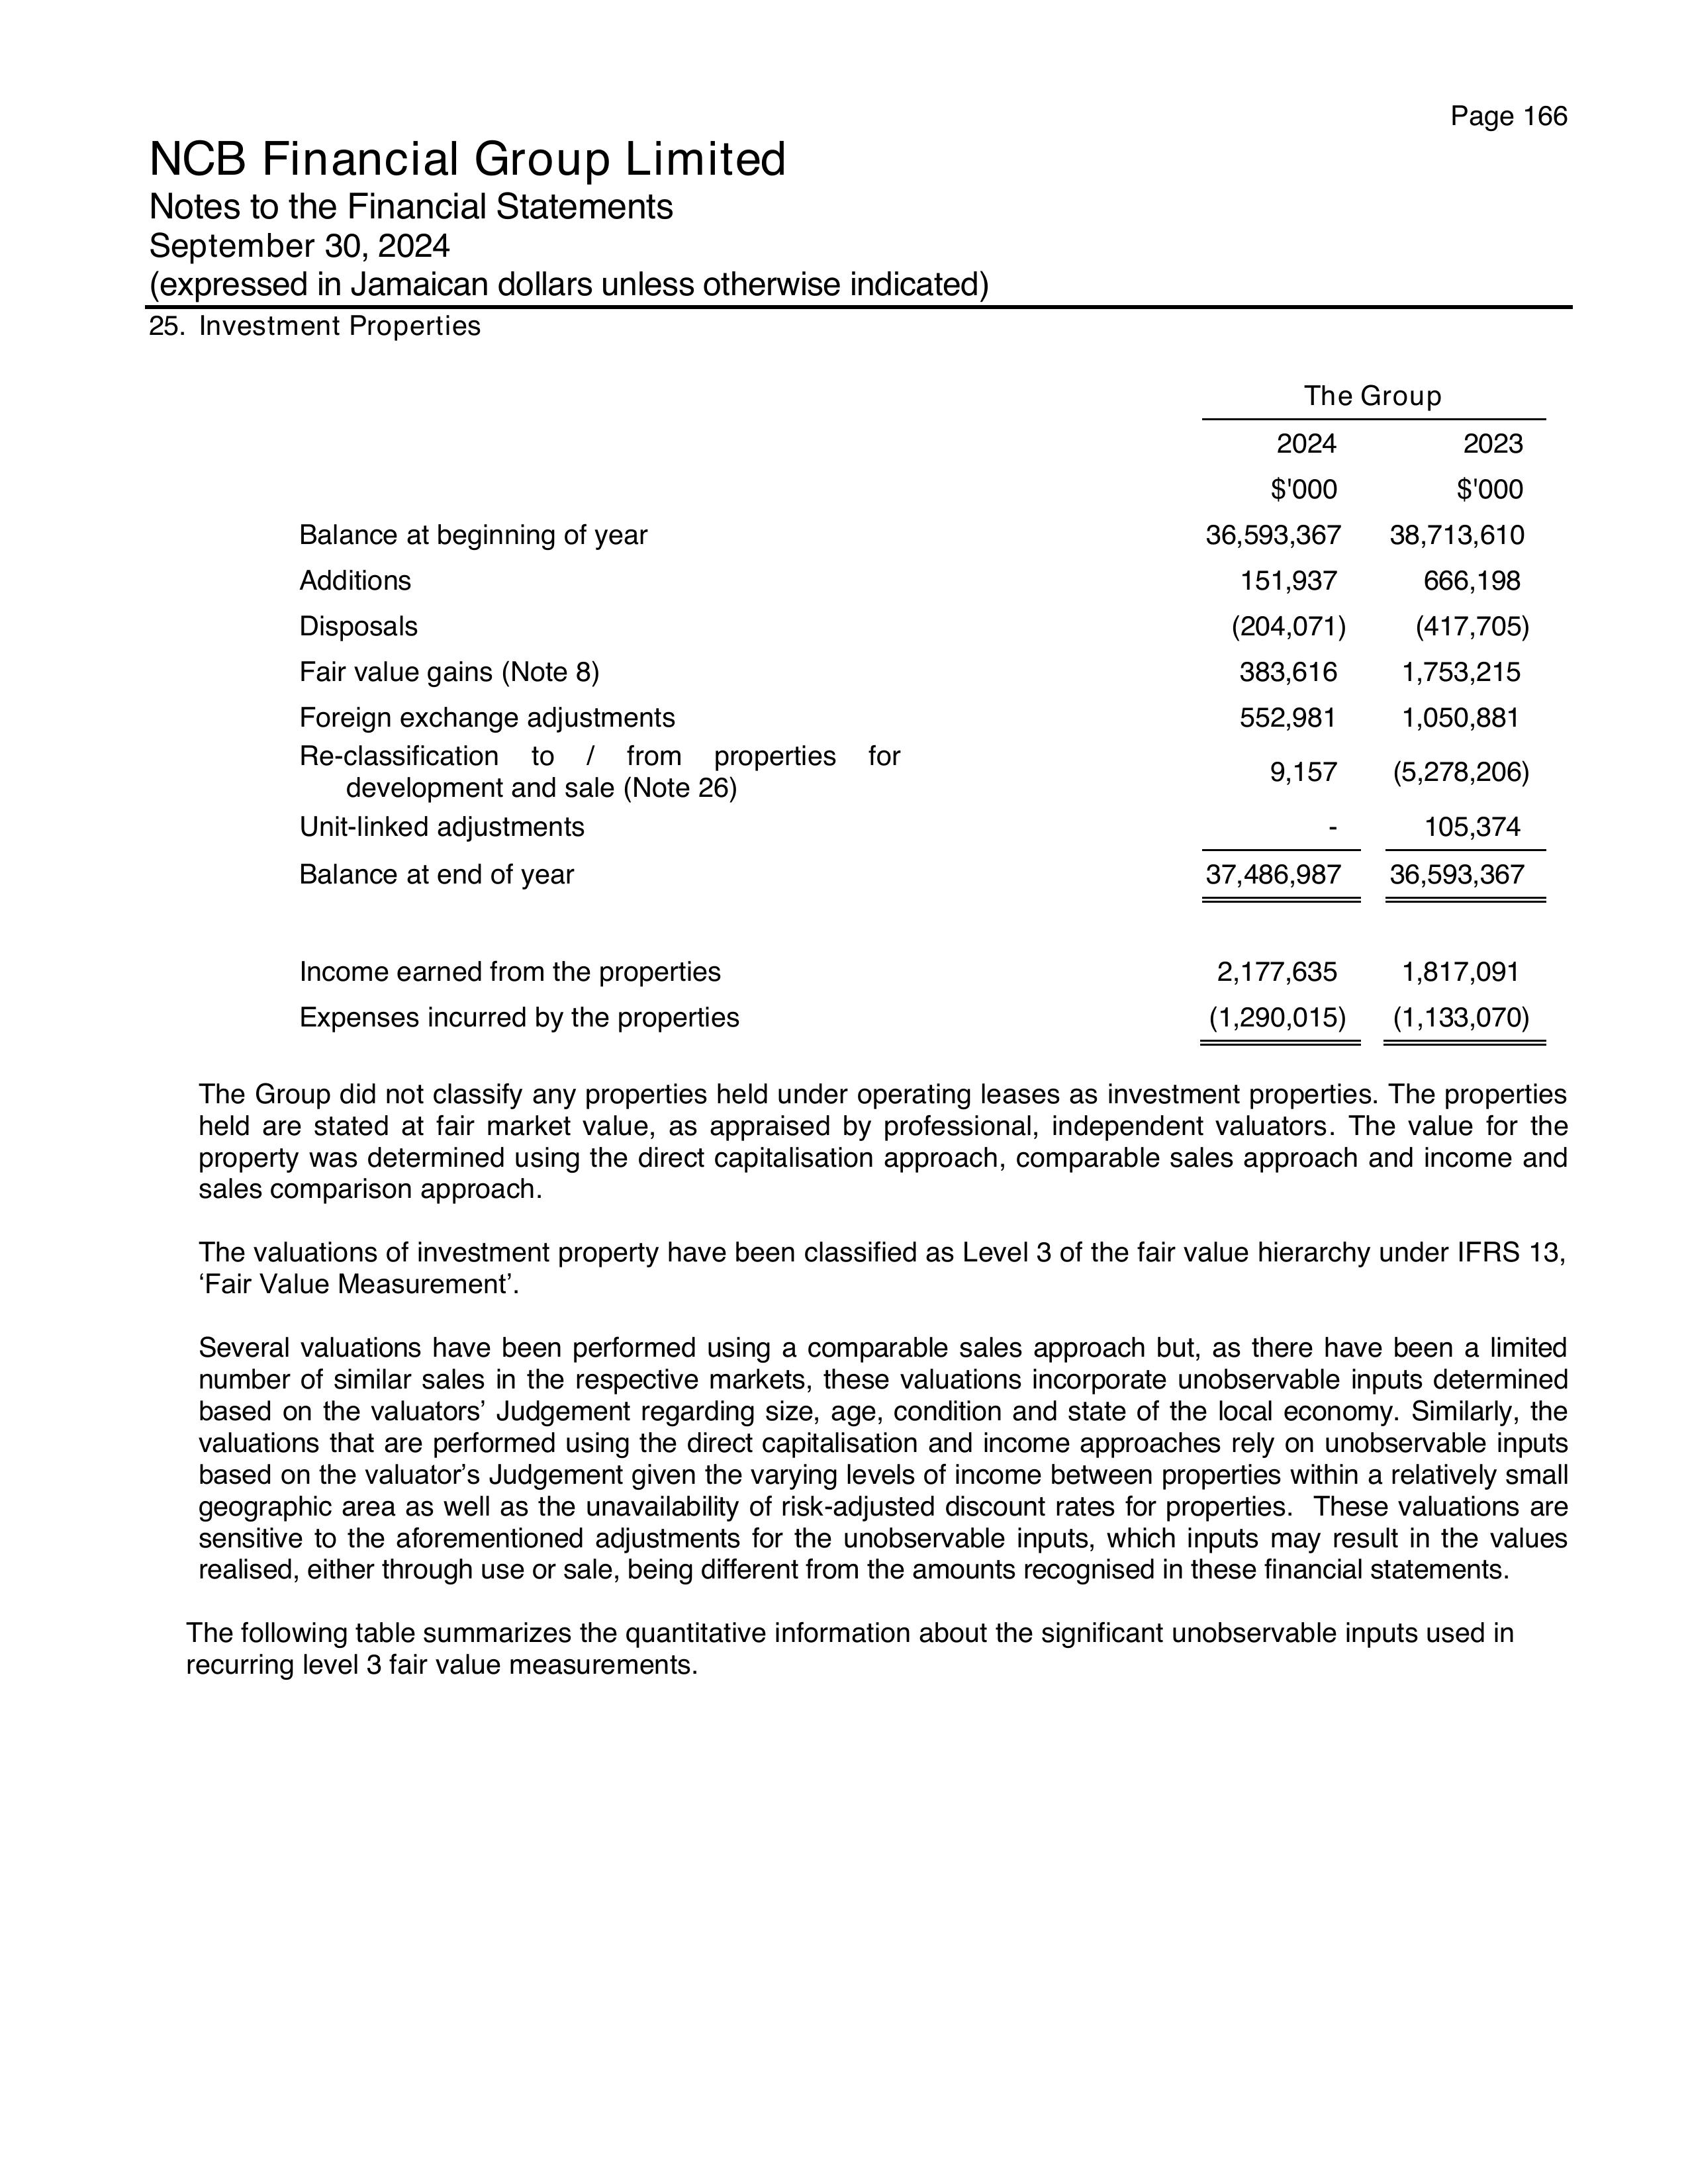 Page 166
NCB Financial Group Limited
Notes to the Financial Statements
September 30, 2024
(expressed in Jamaican dollars unless otherwise indicated)
25. Investment Properties
The Group
2024 2023
$'000 $'000
Balance at beginning of year 36,593,367 38,713,610
Additions 151,937 666,198
Disposals (204,071) (417,705)
Fair value gains (Note 8) 383,616 1,753,215
Foreign exchange adjustments 552,981 1,050,881
Re-classification to / from properties for
development and sale (Note 26) 9,157 (5,278,206)
Unit-linked adjustments - 105,374
Balance at end of year 37,486,987 36,593,367
Income earned from the properties 2,177,635 1,817,091
Expenses incurred by the properties (1,290,015) (1,133,070)
The Group did not classify any properties held under operating leases as investment properties. The properties
held are stated at fair market value, as appraised by professional, independent valuators. The value for the
property was determined using the direct capitalisation approach, comparable sales approach and income and
sales comparison approach.
The valuations of investment property have been classified as Level 3 of the fair value hierarchy under IFRS 13,
‘Fair Value Measurement’.
Several valuations have been performed using a comparable sales approach but, as there have been a limited
number of similar sales in the respective markets, these valuations incorporate unobservable inputs determined
based on the valuators’ Judgement regarding size, age, condition and state of the local economy. Similarly, the
valuations that are performed using the direct capitalisation and income approaches rely on unobservable inputs
based on the valuator’s Judgement given the varying levels of income between properties within a relatively small
geographic area as well as the unavailability of risk-adjusted discount rates for properties. These valuations are
sensitive to the aforementioned adjustments for the unobservable inputs, which inputs may result in the values
realised, either through use or sale, being different from the amounts recognised in these financial statements.
The following table summarizes the quantitative information about the significant unobservable inputs used in
recurring level 3 fair value measurements.